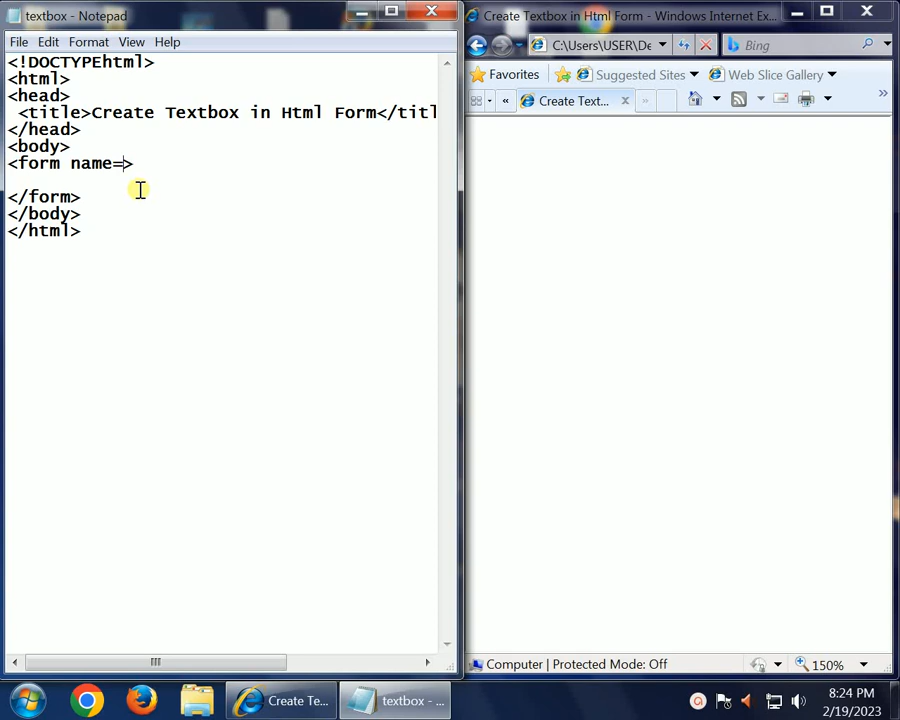 textbox - Notepad
File Edit Format View Help
<!DOCTYPEhtml>
<html>
<head>
<title>Create Textbox in Html Form</titl
</head>
<body>
<form name=>
</form>
</body>
</html>
Create Textbox in Html Form - Windows Internet Ex...
C:\Users\USER\De
Bing
Favorites Suggested Sites Web Slice Gallery
Create Text...
Computer | Protected Mode: Off
150%
Create Te...
textbox - ...
8:24 PM
2/19/2023